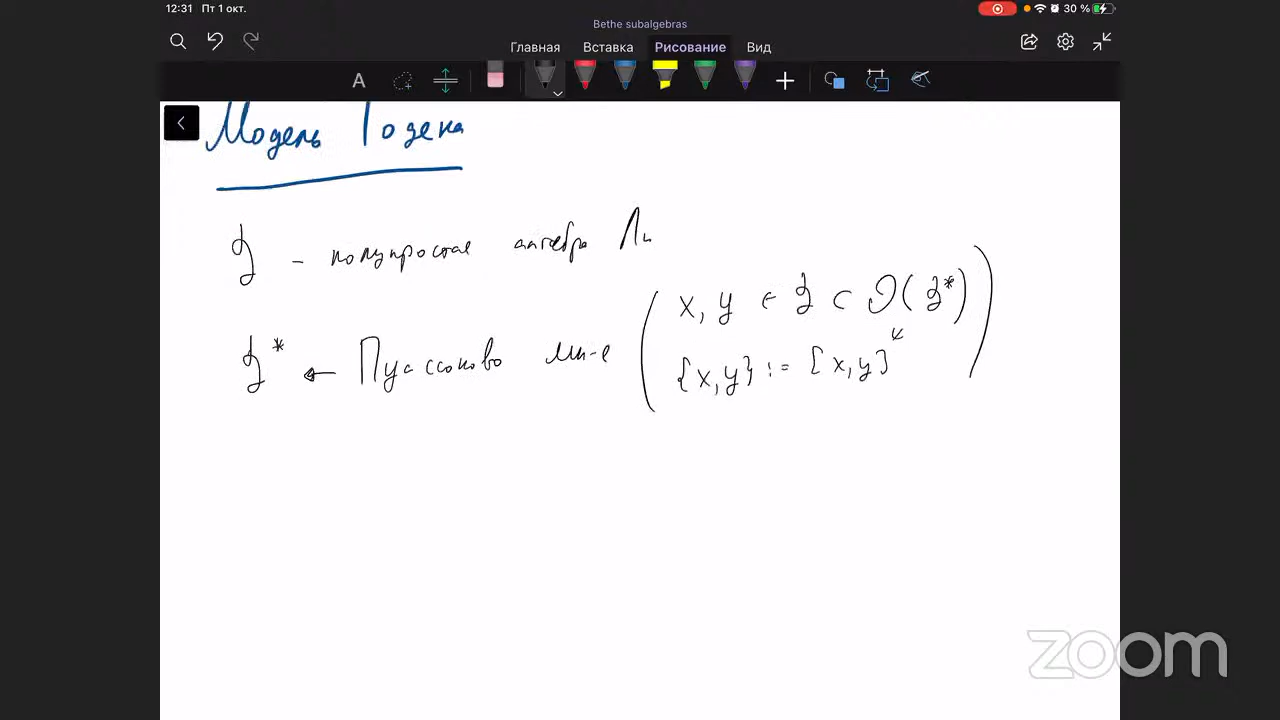 12:31 Пт 1 окт.
30 %
Bethe subalgebras
Главная Вставка Рисование Вид
A
Модель Годена
𝔤 – полупростая алгебра Ли
x, y ∈ 𝔤 ⊂ O(𝔤*)
𝔤* ← Пуассоново мн-е
{x,y} := [x,y]
zoom